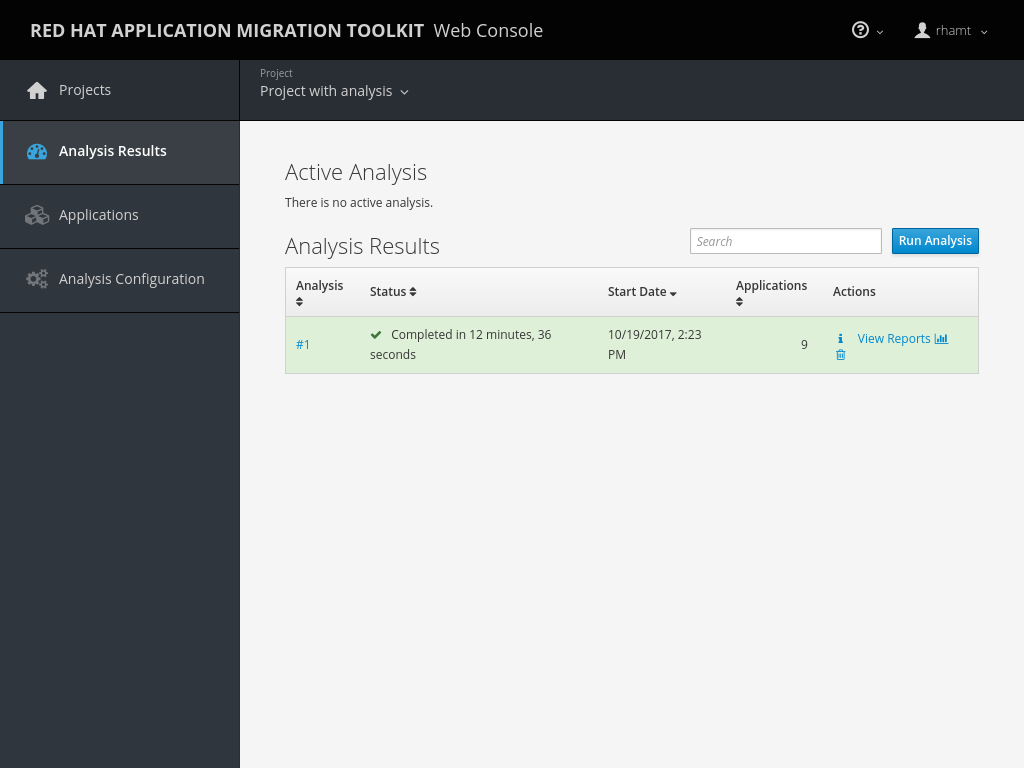 RED HAT APPLICATION MIGRATION TOOLKIT Web Console
rhamt
Projects
Project
Project with analysis
Analysis Results
Applications
Analysis Configuration
Active Analysis
There is no active analysis.
Analysis Results
Search
Run Analysis
Analysis Status Start Date Applications Actions
#1
Completed in 12 minutes, 36
seconds
10/19/2017, 2:23
PM
9
View Reports